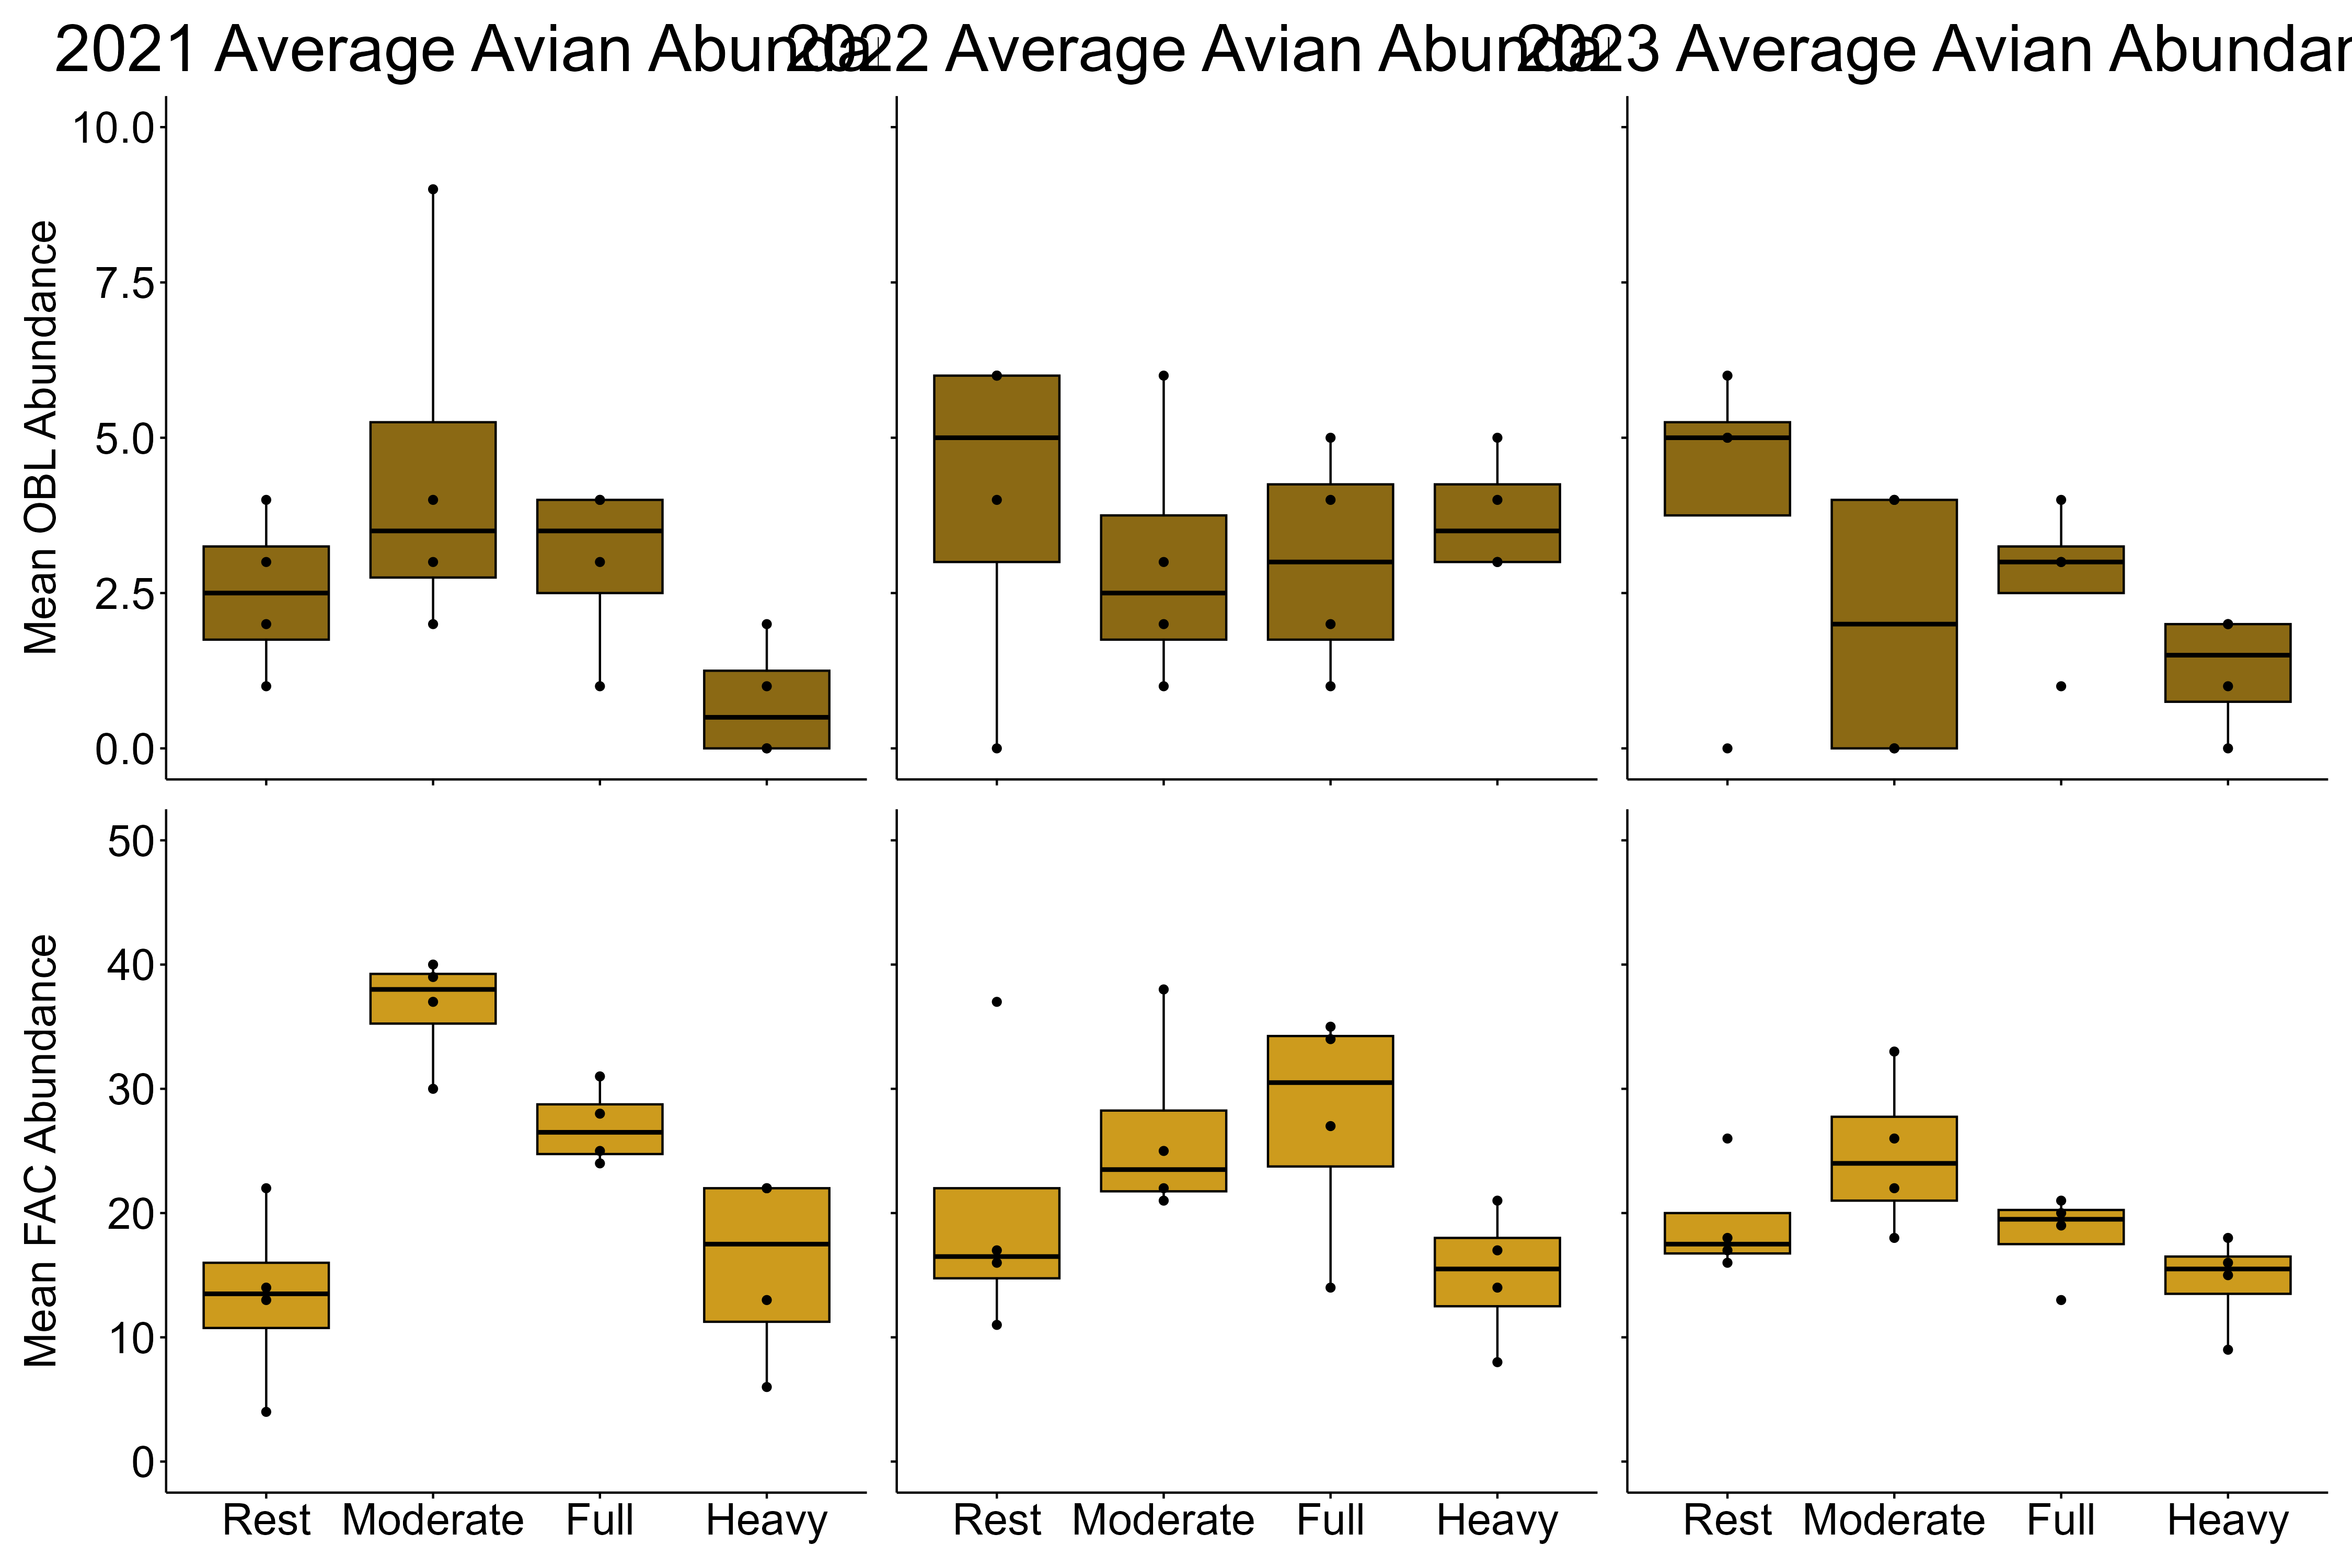 2021 Average Avian Abunda
2022 Average Avian Abunda
2023 Average Avian Abundan
Mean OBL Abundance
10.0
7.5
5.0
2.5
0.0
Mean FAC Abundance
50
40
30
20
10
0
Rest Moderate Full Heavy
Rest Moderate Full Heavy
Rest Moderate Full Heavy